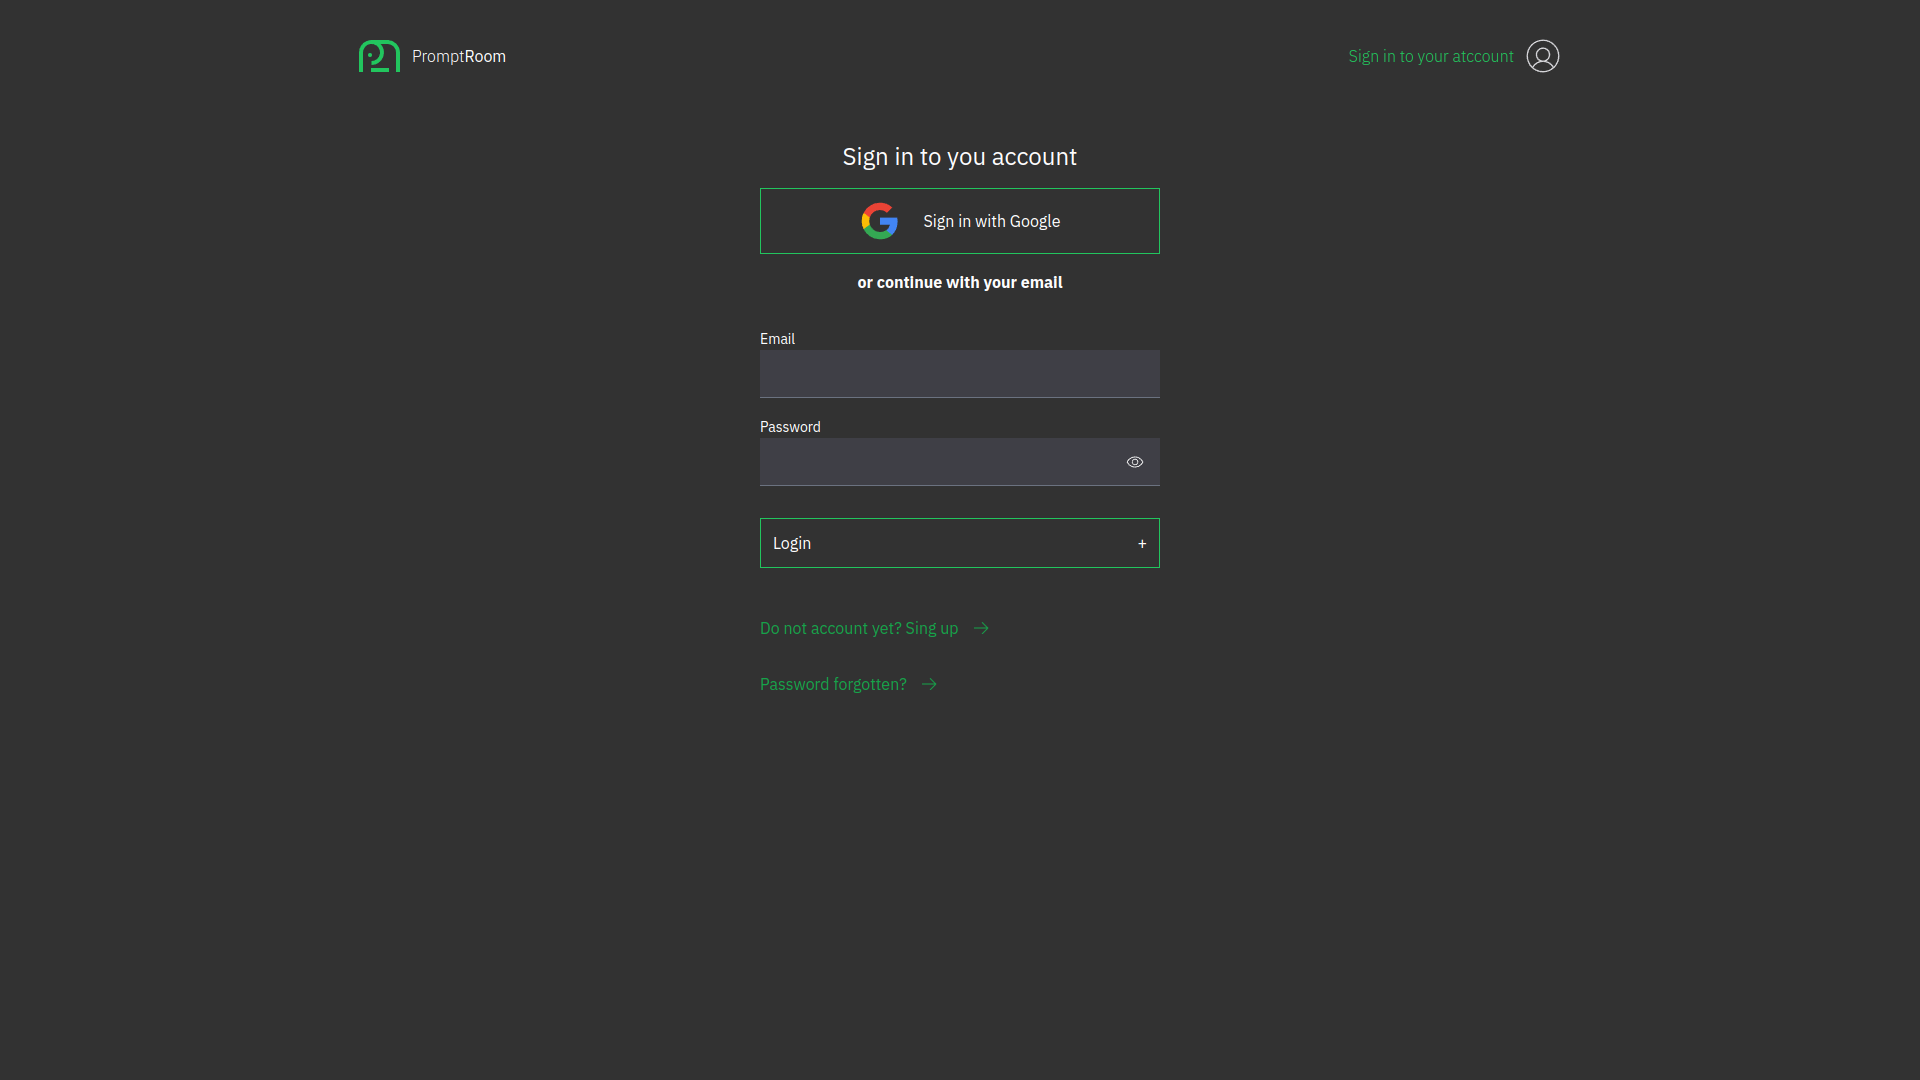 PromptRoom
Sign in to your atccount
Sign in to you account
Sign in with Google
or continue with your email
Email
Password
Login +
Do not account yet? Sing up
Password forgotten?